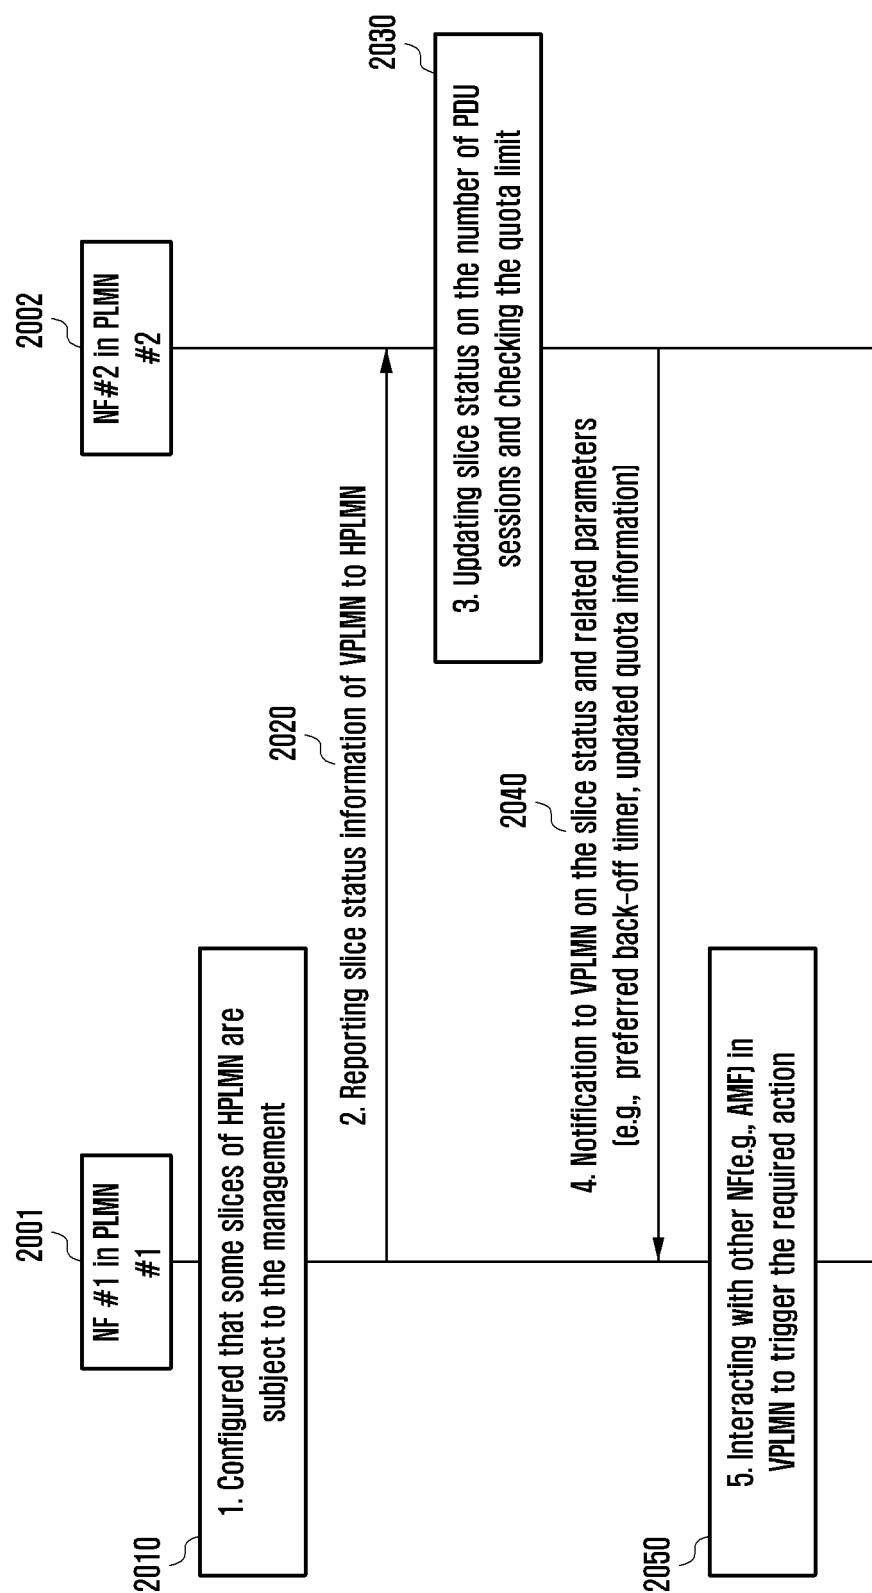 2001
NF #1 in PLMN
#1
2002
NF#2 in PLMN
#2
2010
1. Configured that some slices of HPLMN are
subject to the management
2020
2. Reporting slice status information of VPLMN to HPLMN
2030
3. Updating slice status on the number of PDU
sessions and checking the quota limit
2040
4. Notification to VPLMN on the slice status and related parameters
(e.g., preferred back-off timer, updated quota information)
2050
5. Interacting with other NF(e.g., AMF) in
VPLMN to trigger the required action